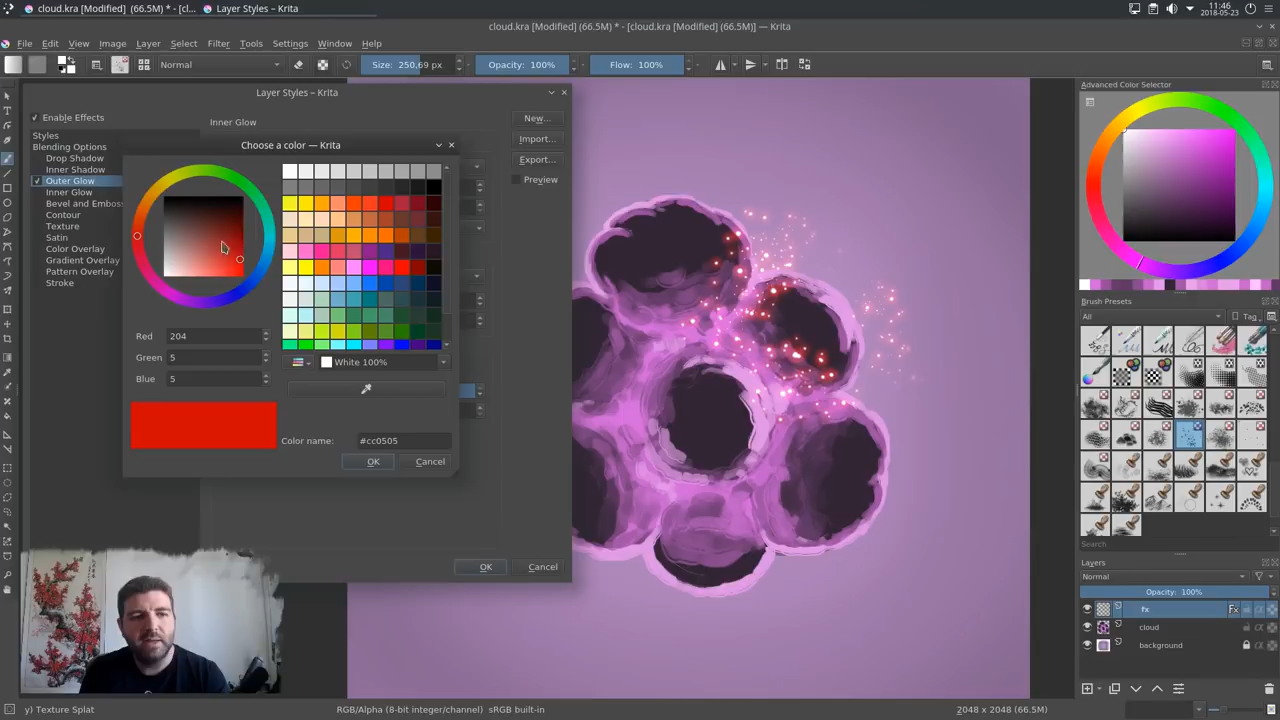 cloud.kra [Modified] (66.5M) * - [cl...
Layer Styles – Krita
11:46
2018-05-23
cloud.kra [Modified] (66.5M) * - [cloud.kra [Modified] (66.5M)] — Krita
File Edit View Image Layer Select Filter Tools Settings Window Help
Normal
Size: 250,69 px
Opacity: 100%
Flow: 100%
Layer Styles – Krita
Enable Effects
Styles
Blending Options
Drop Shadow
Inner Shadow
Outer Glow
Inner Glow
Bevel and Emboss
Contour
Texture
Satin
Color Overlay
Gradient Overlay
Pattern Overlay
Stroke
Inner Glow
New...
Import...
Export...
Preview
OK
Cancel
Choose a color — Krita
Red 204
Green 5
Blue 5
White 100%
Color name: #cc0505
OK
Cancel
Advanced Color Selector
Brush Presets
All
Tag
Search
Layers
Normal
Opacity: 100%
fx
Fx
cloud
background
y) Texture Splat
RGB/Alpha (8-bit integer/channel) sRGB built-in
2048 x 2048 (66.5M)